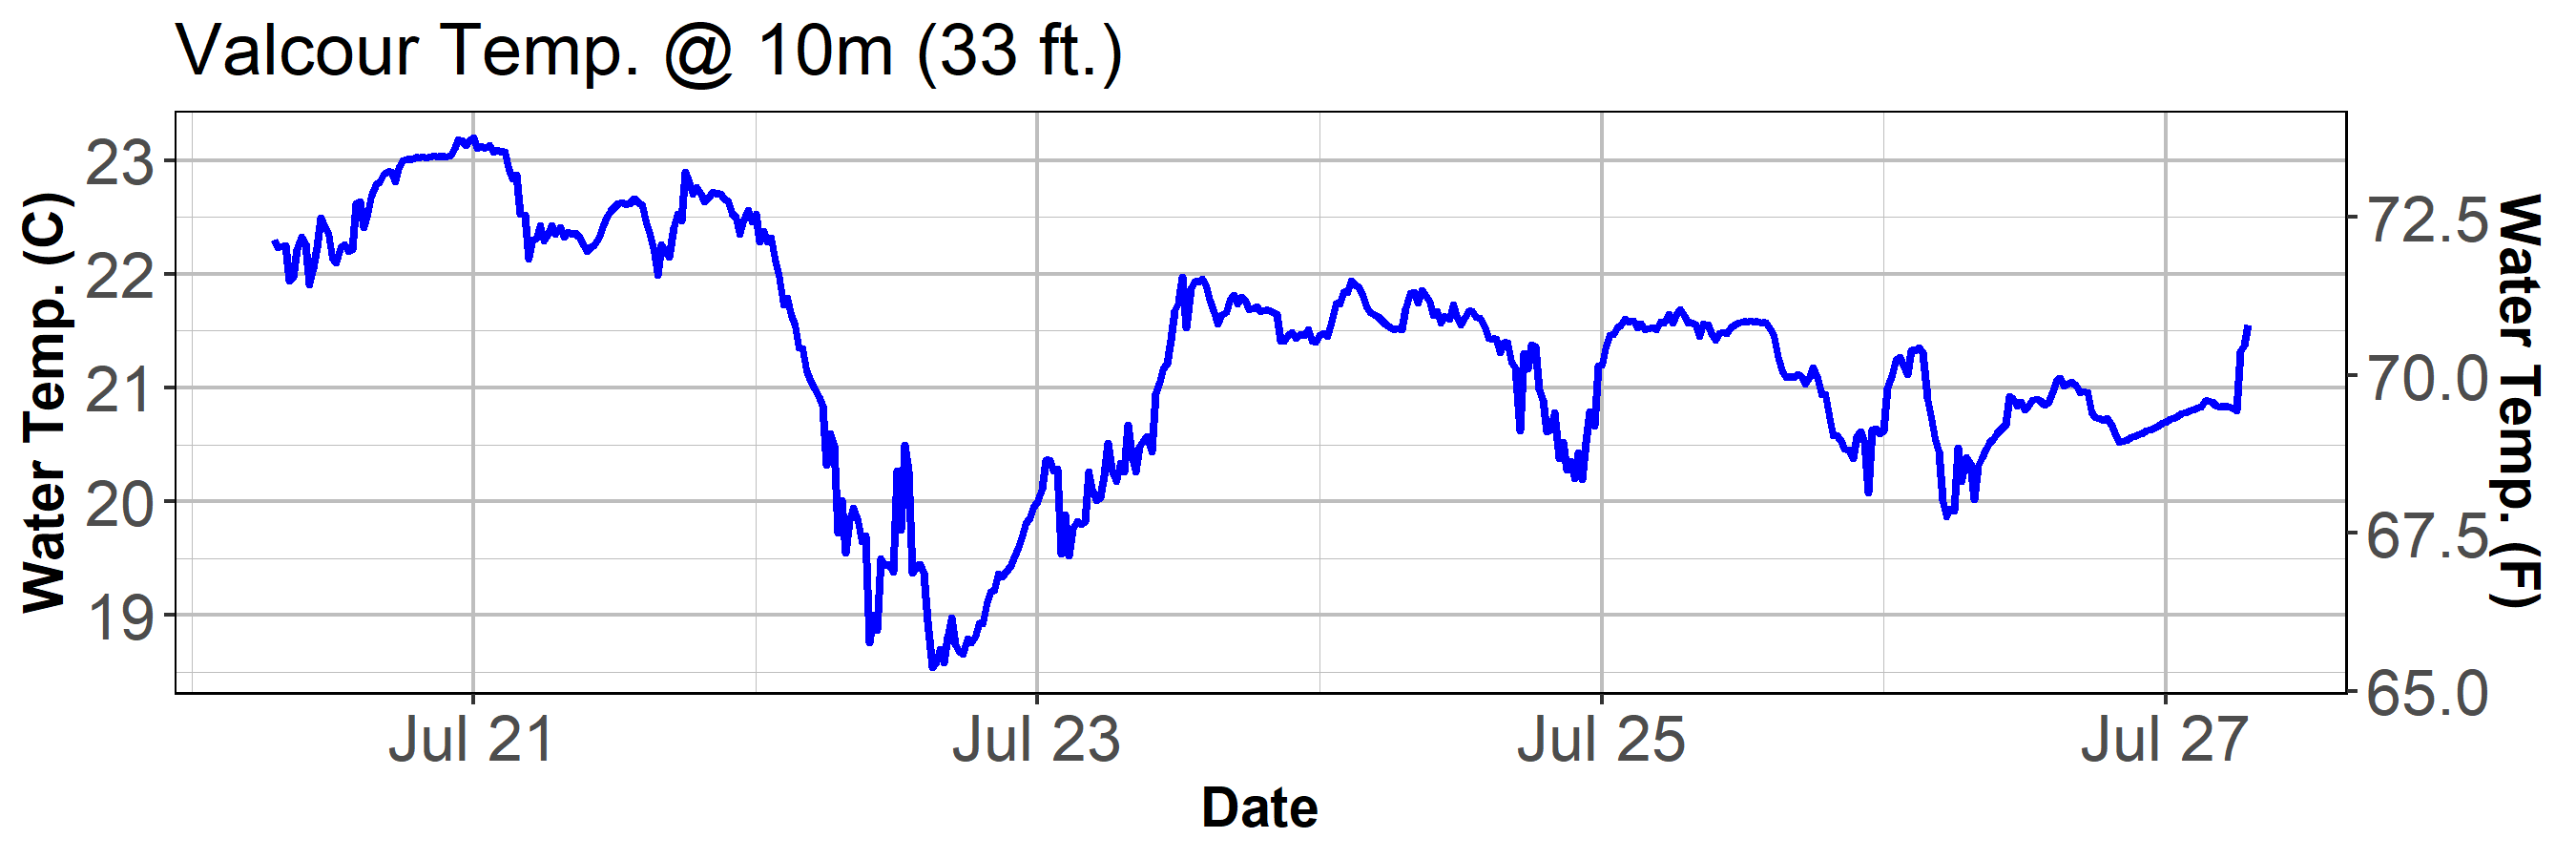 Valcour Temp. @ 10m (33 ft.)
Water Temp. (C)
23
22
21
20
19
72.5
70.0
67.5
65.0
Water Temp. (F)
Jul 21
Jul 23
Jul 25
Jul 27
Date